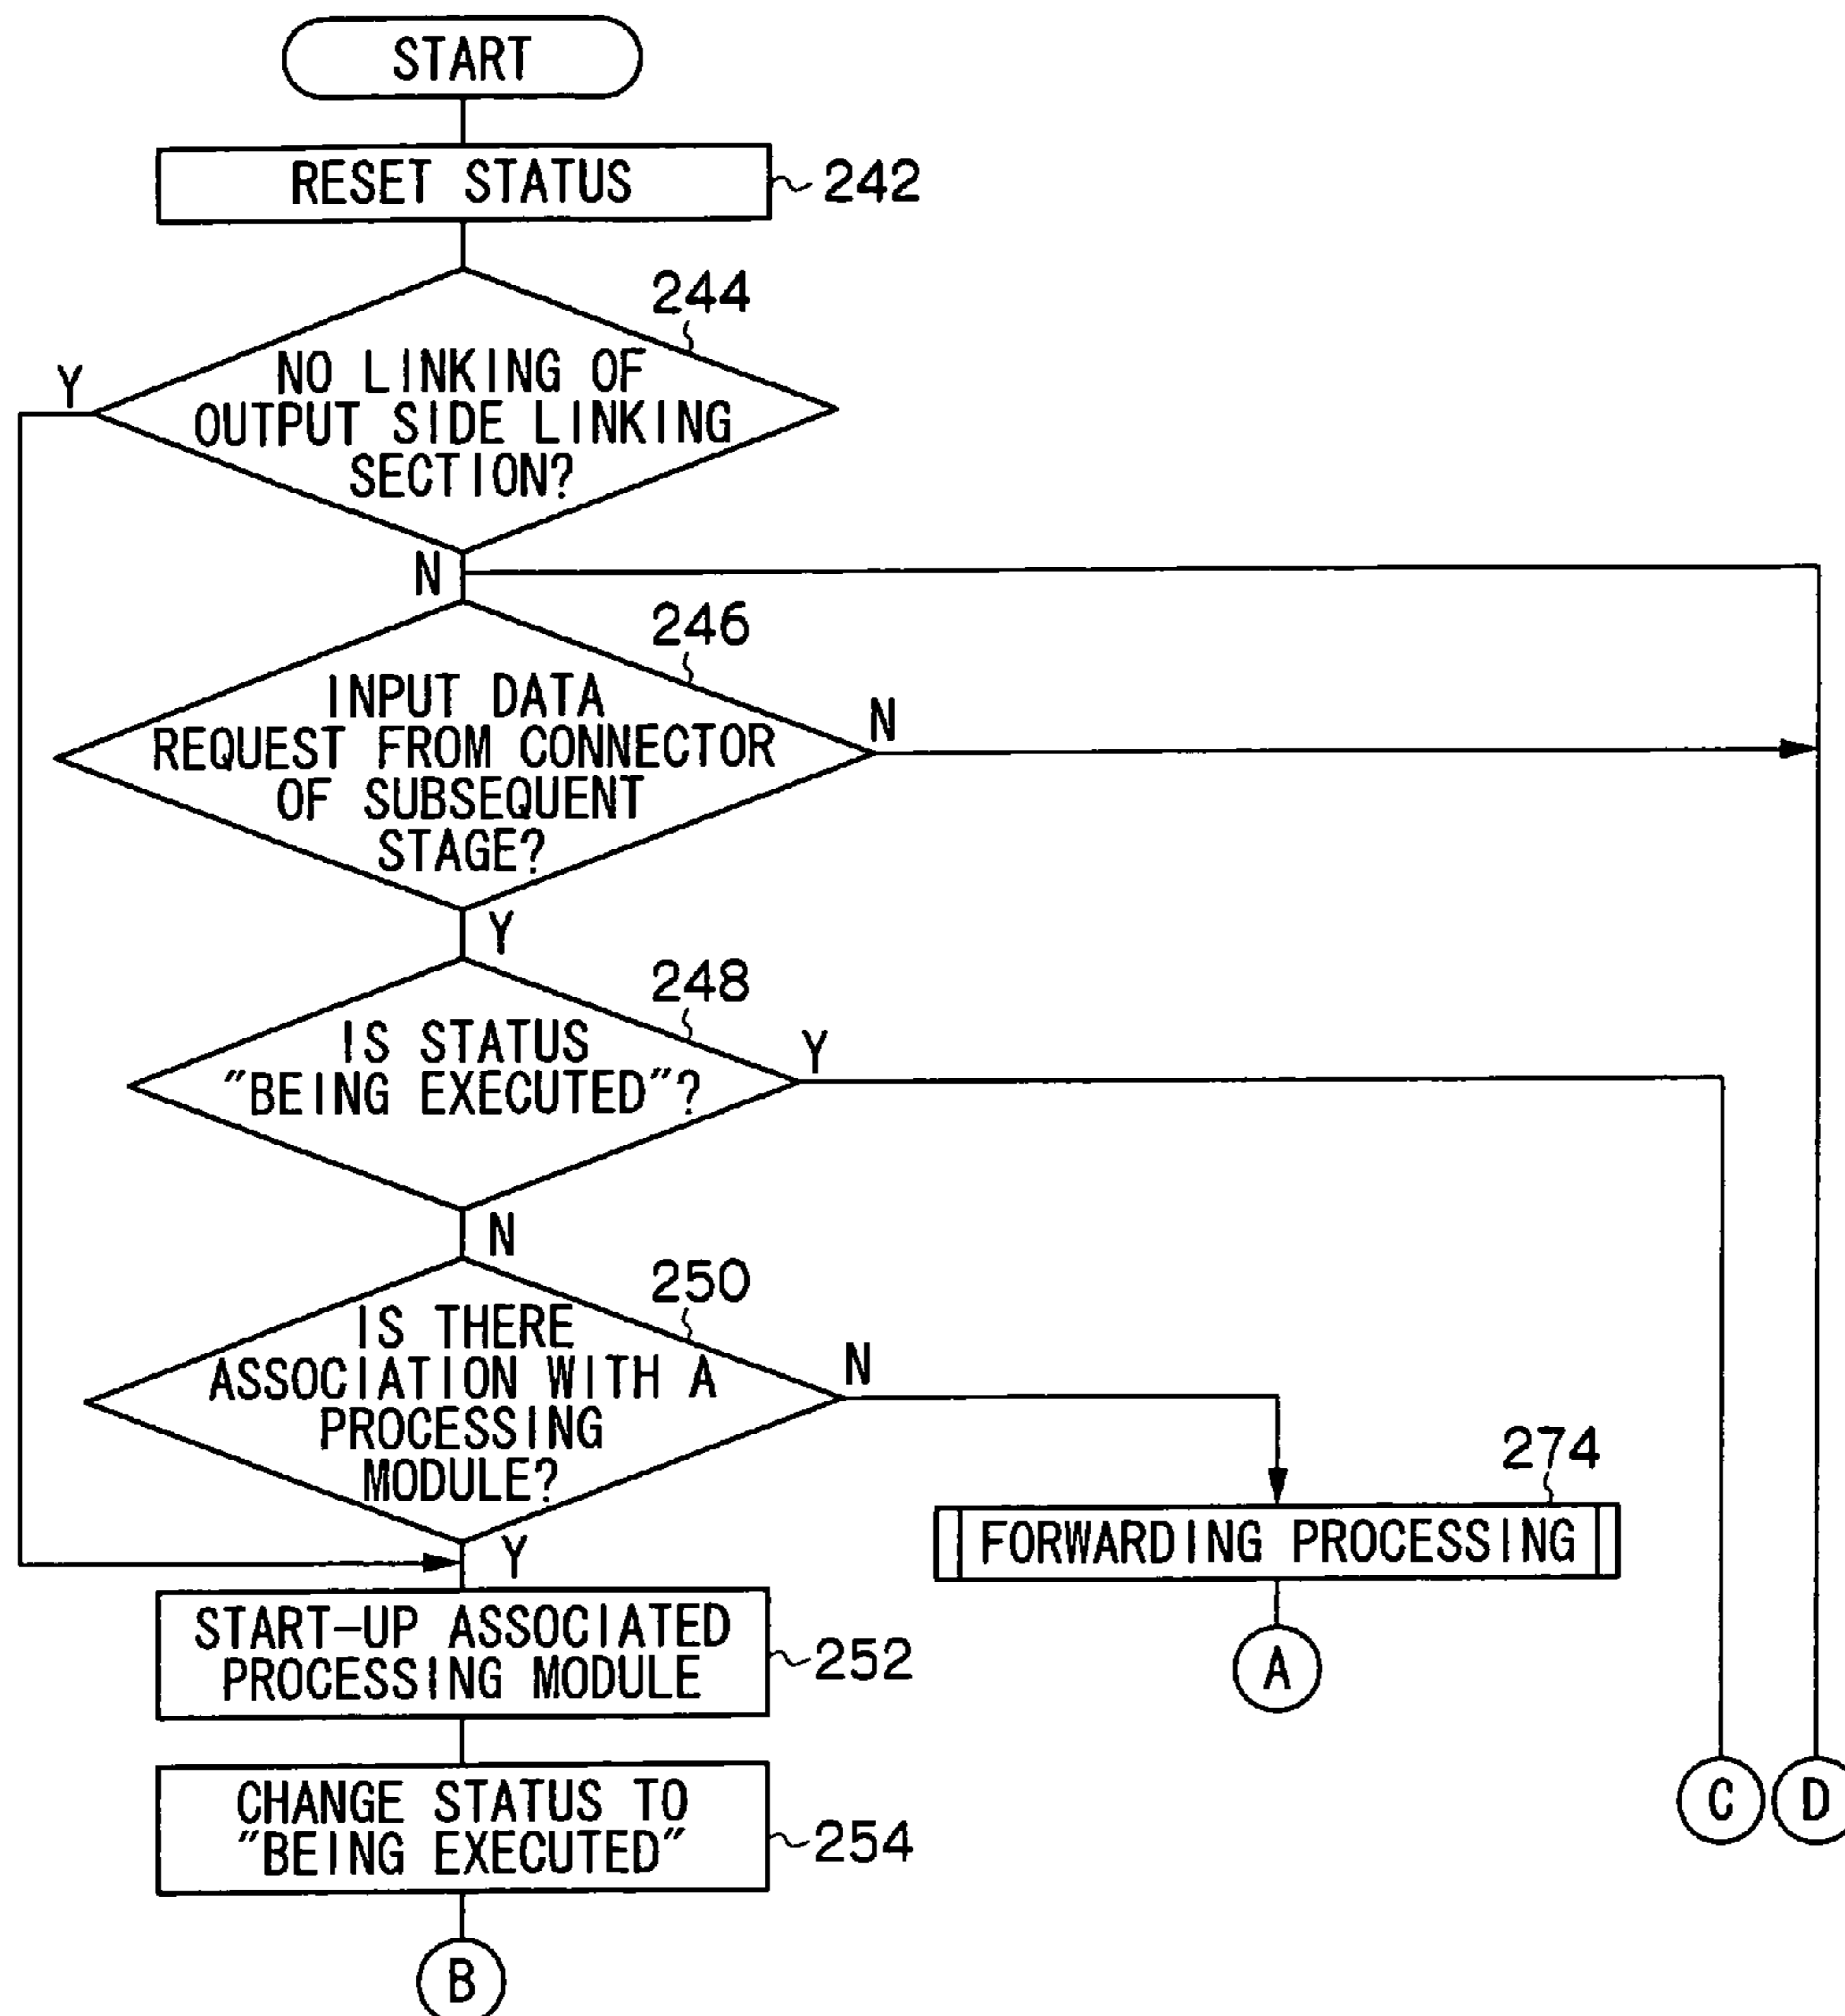 START
RESET STATUS
242
244
NO LINKING OF
OUTPUT SIDE LINKING
SECTION?
Y
N
246
INPUT DATA
REQUEST FROM CONNECTOR
OF SUBSEQUENT
STAGE?
N
Y
248
IS STATUS
"BEING EXECUTED"?
Y
N
250
IS THERE
ASSOCIATION WITH A
PROCESSING
MODULE?
N
Y
274
FORWARDING PROCESSING
A
START-UP ASSOCIATED
PROCESSING MODULE
252
CHANGE STATUS TO
"BEING EXECUTED"
254
C
D
B